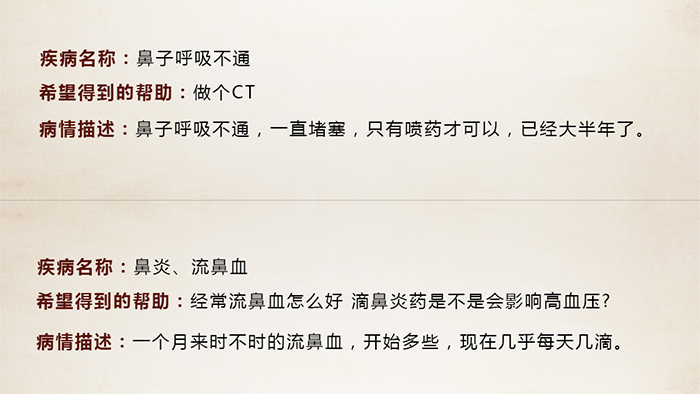 疾病名称：鼻子呼吸不通
希望得到的帮助：做个CT
病情描述：鼻子呼吸不通，一直堵塞，只有喷药才可以，已经大半年了。
疾病名称：鼻炎、流鼻血
希望得到的帮助：经常流鼻血怎么好 滴鼻炎药是不是会影响高血压?
病情描述：一个月来时不时的流鼻血，开始多些，现在几乎每天几滴。